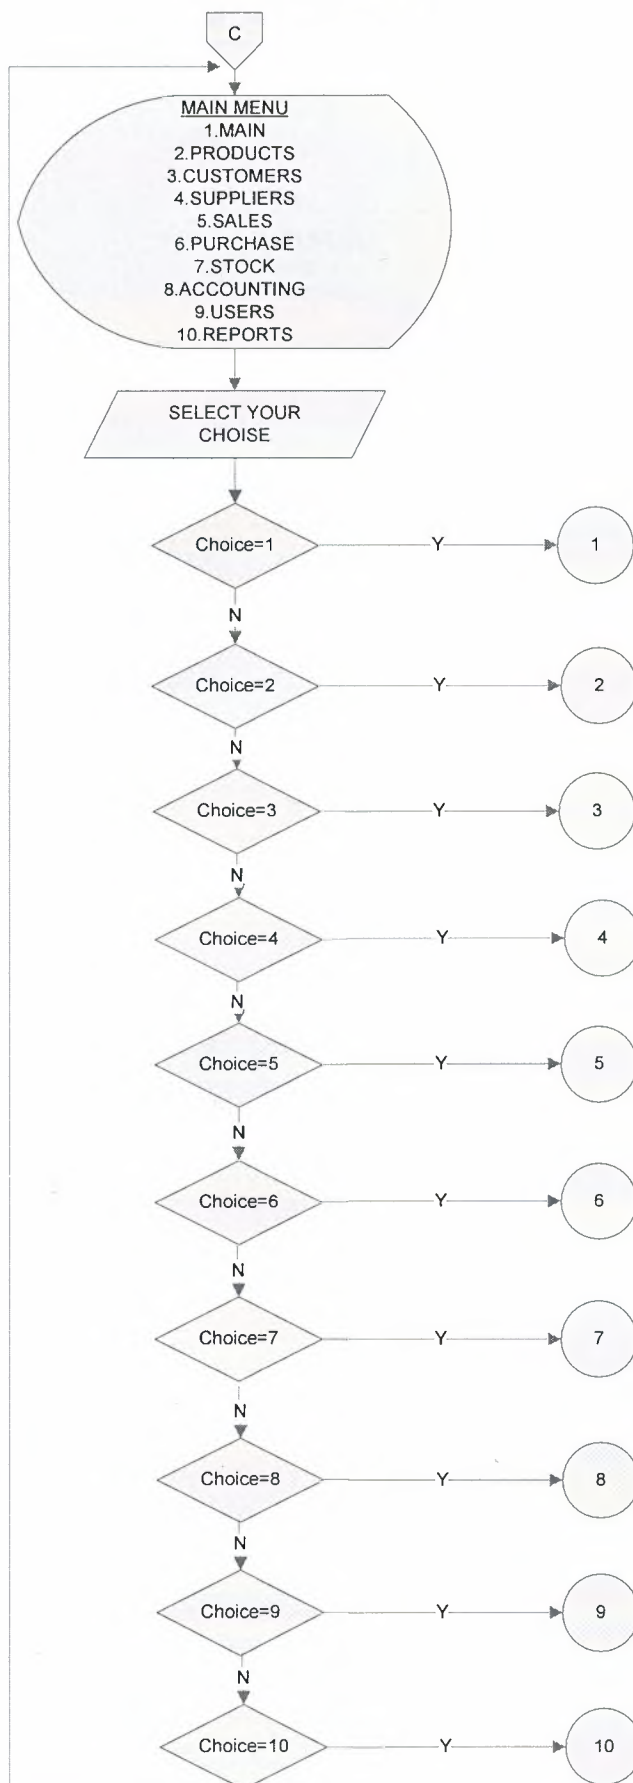 C
MAIN MENU
1.MAIN
2.PRODUCTS
3.CUSTOMERS
4.SUPPLIERS
5.SALES
6.PURCHASE
7.STOCK
8.ACCOUNTING
9.USERS
10.REPORTS
SELECT YOUR
CHOISE
Choice=1 Y 1
N
Choice=2 Y 2
N
Choice=3 Y 3
N
Choice=4 Y 4
N
Choice=5 Y 5
N
Choice=6 Y 6
N
Choice=7 Y 7
N
Choice=8 Y 8
N
Choice=9 Y 9
N
Choice=10 Y 10